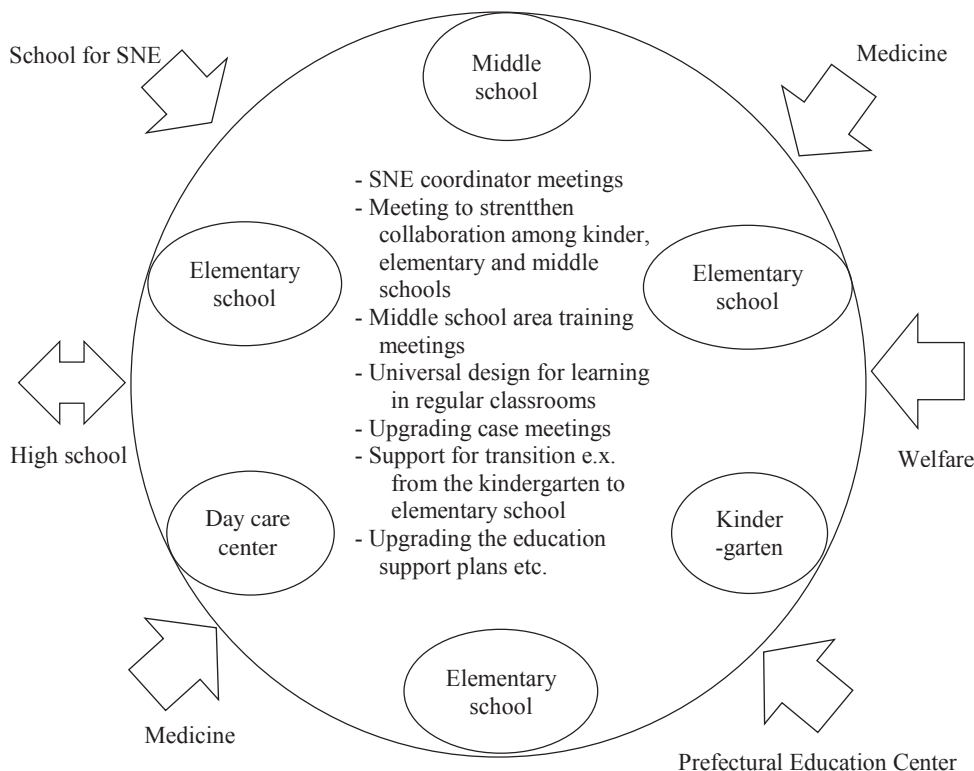 School for SNE
Medicine
Middle
school
- SNE coordinator meetings
- Meeting to strentthen
collaboration among kinder,
elementary and middle
schools
- Middle school area training
meetings
- Universal design for learning
in regular classrooms
- Upgrading case meetings
- Support for transition e.x.
from the kindergarten to
elementary school
- Upgrading the education
support plans etc.
Elementary
school
Elementary
school
High school
Welfare
Day care
center
Kinder
-garten
Elementary
school
Medicine
Prefectural Education Center